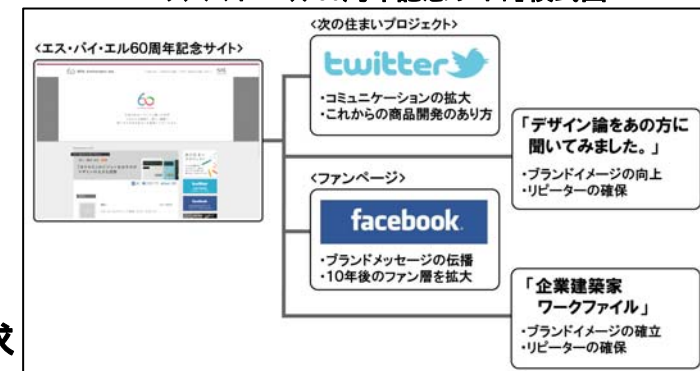 <エス・バイ・エル60周年記念サイト>
60
<次の住まいプロジェクト>
twitter
・コミュニケーションの拡大
・これからの商品開発のあり方
「デザイン論をあの方に
聞いてみました。」
・ブランドイメージの向上
・リピーターの確保
<ファンページ>
facebook
・ブランドメッセージの伝播
・10年後のファン層を拡大
「企業建築家
ワークファイル」
・ブランドイメージの確立
・リピーターの確保